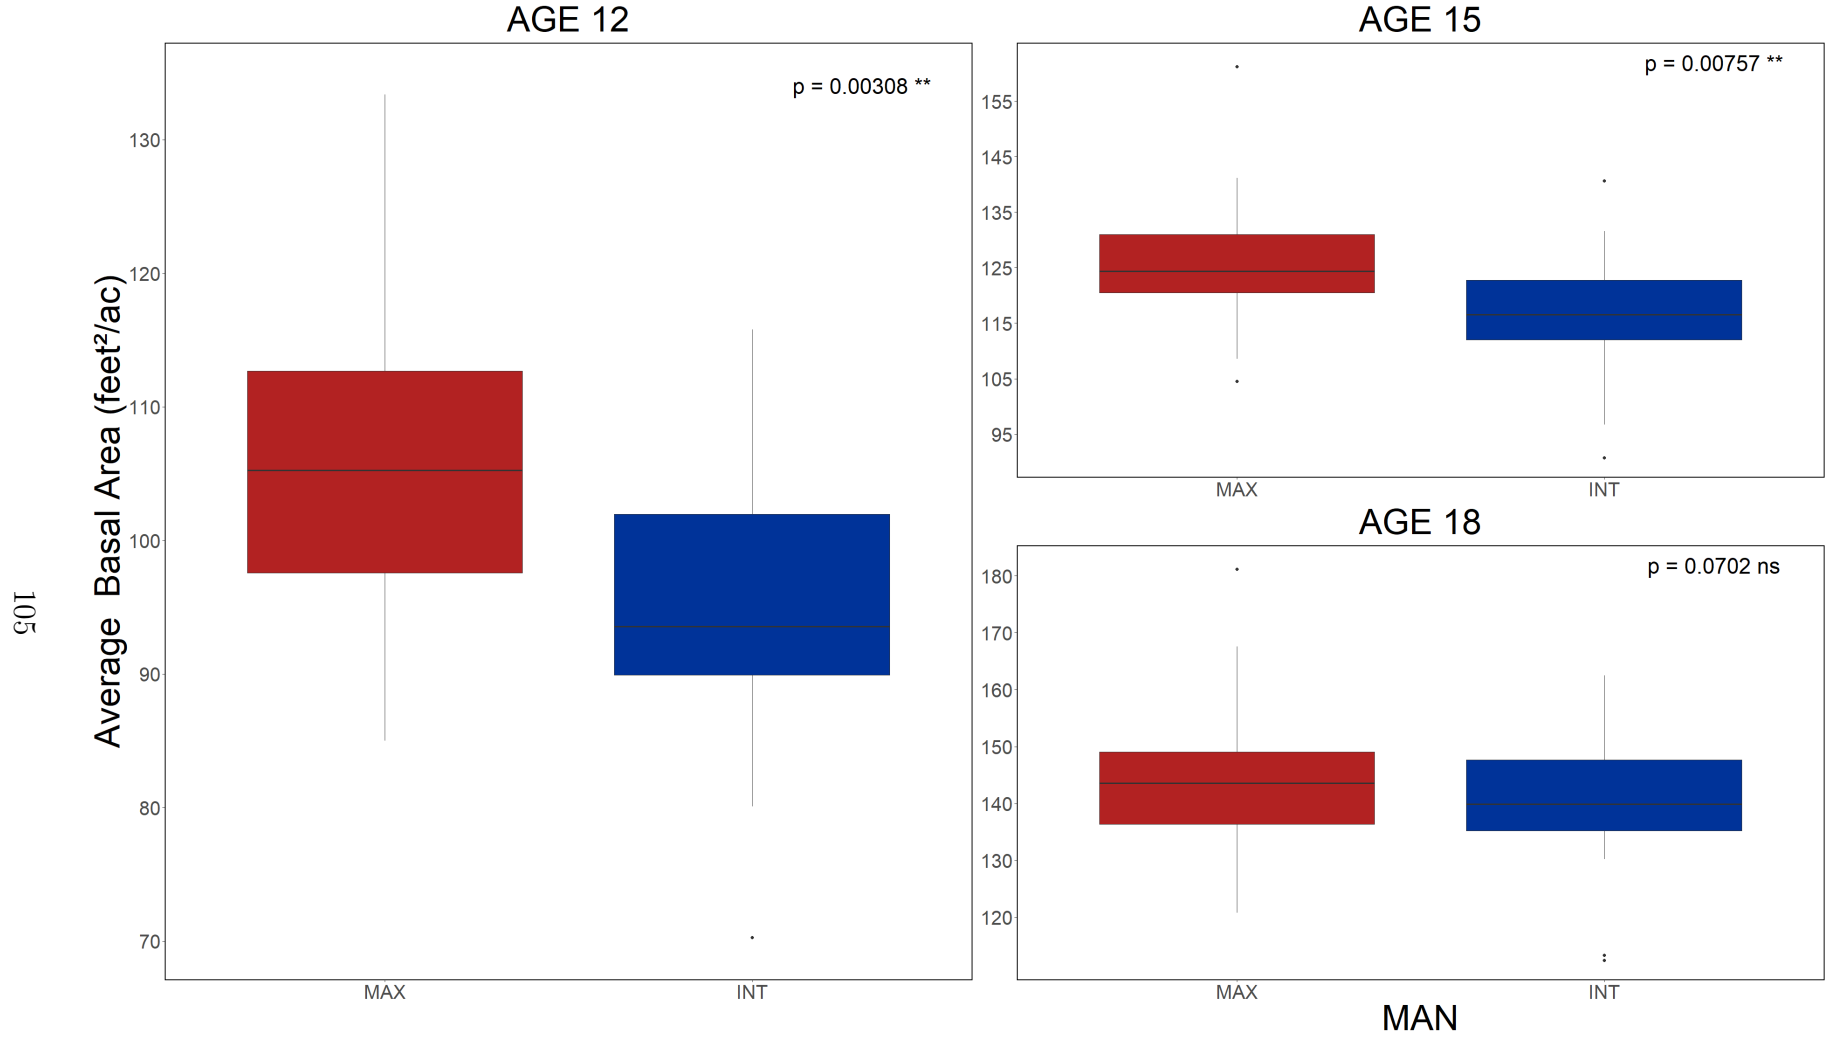 AGE 12
p = 0.00308 **
130
120
110
100
90
80
70
Average  Basal Area (feet²/ac)
MAX
INT
AGE 15
p = 0.00757 **
155
145
135
125
115
105
95
MAX
INT
AGE 18
p = 0.0702 ns
180
170
160
150
140
130
120
MAX
INT
MAN
105